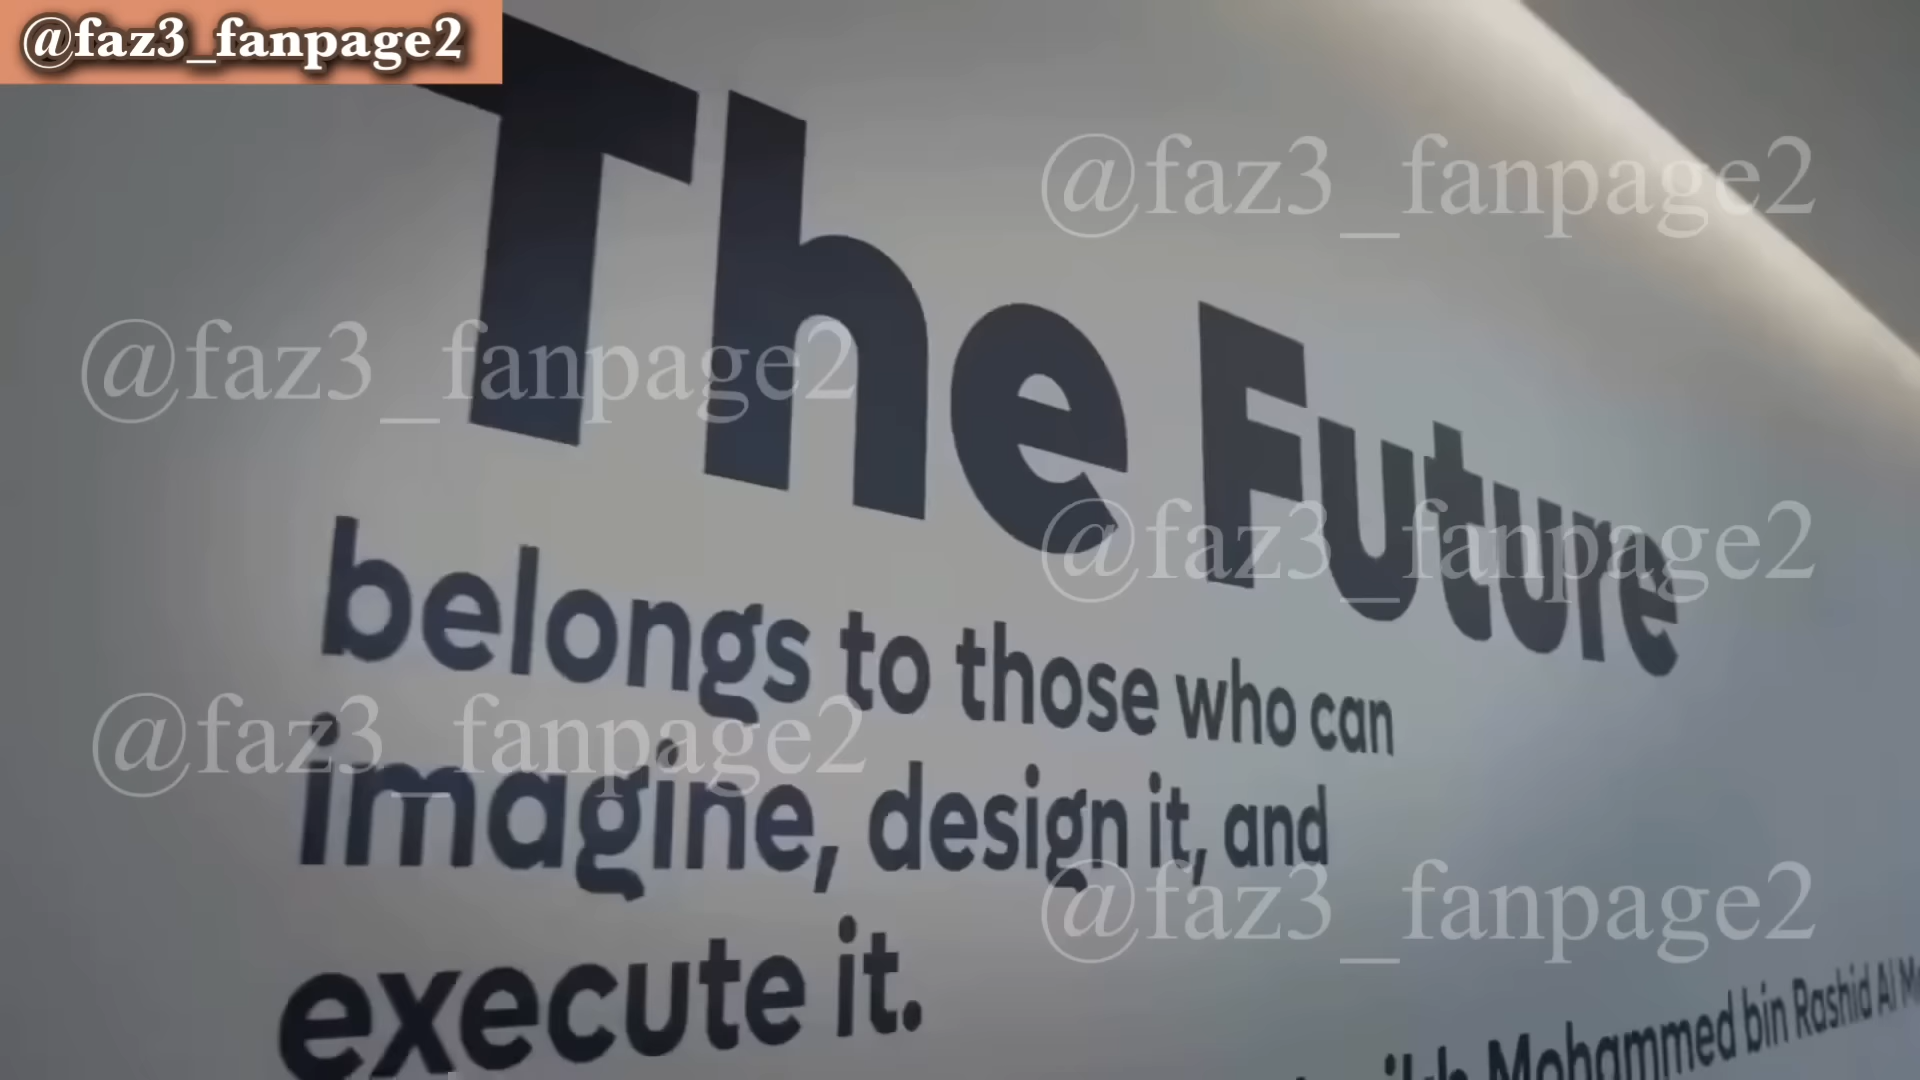 @faz3_fanpage2
The Future
belongs to those who can
imagine, design it, and
execute it.
Mohammed bin Rashid Al
@faz3_fanpage2
@faz3_fanpage2
@faz3_fanpage2
@faz3_fanpage2
@faz3_fanpage2